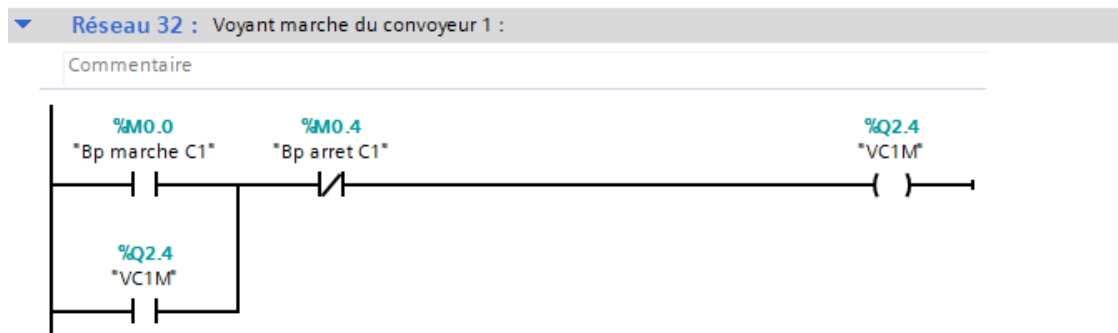 Réseau 32 : Voyant marche du convoyeur 1 :
Commentaire
%M0.0 %M0.4 %Q2.4
"Bp marche C1" "Bp arret C1" "VC1M"
%Q2.4
"VC1M"